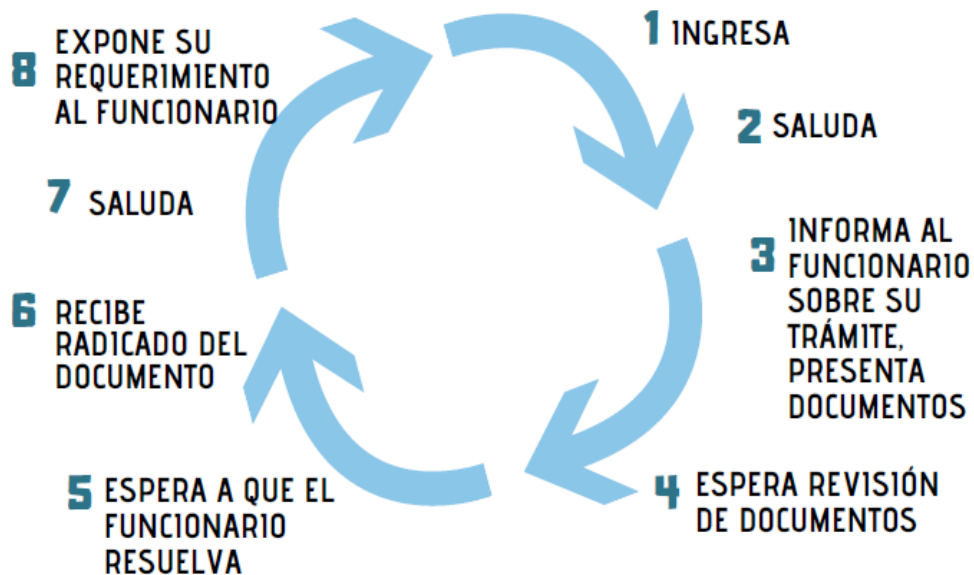 1 INGRESA
2 SALUDA
3 INFORMA AL
FUNCIONARIO
SOBRE SU
TRÁMITE,
PRESENTA
DOCUMENTOS
4 ESPERA REVISIÓN
DE DOCUMENTOS
5 ESPERA A QUE EL
FUNCIONARIO
RESUELVA
6 RECIBE
RADICADO DEL
DOCUMENTO
7 SALUDA
8 EXPONE SU
REQUERIMIENTO
AL FUNCIONARIO